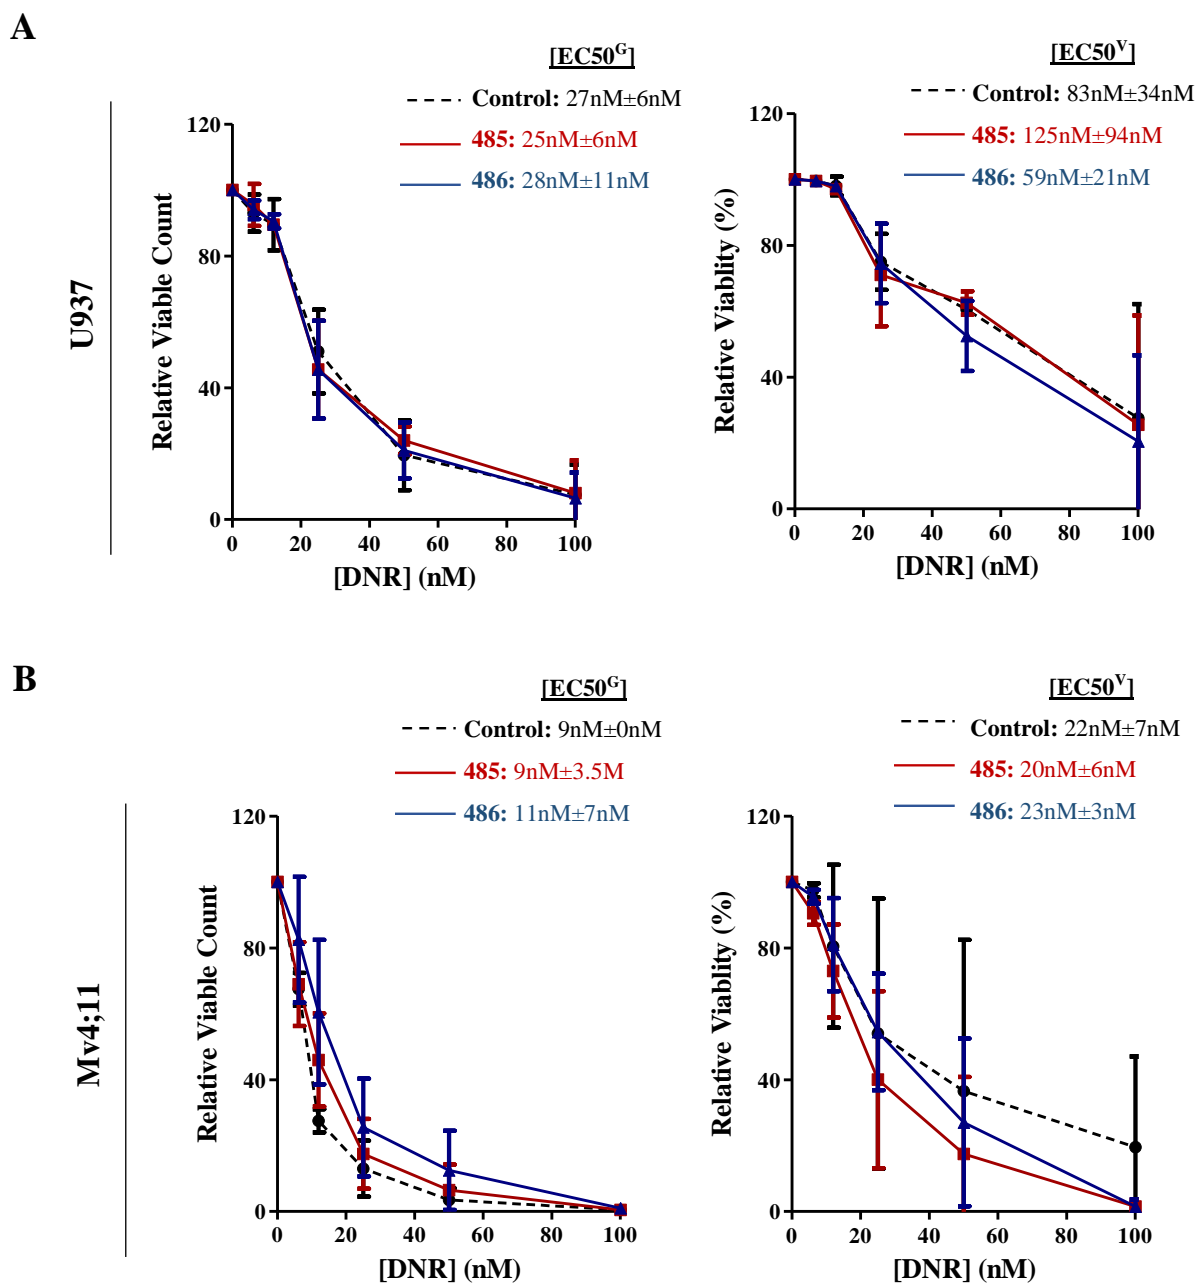 A
[EC50G]
Control: 27nM±6nM
485: 25nM±6nM
486: 28nM±11nM
120
80
40
0
0 20 40 60 80 100
Relative Viable Count
[DNR] (nM)
U937
[EC50V]
Control: 83nM±34nM
485: 125nM±94nM
486: 59nM±21nM
120
80
40
0
0 20 40 60 80 100
Relative Viablity (%)
[DNR] (nM)
B
[EC50G]
Control: 9nM±0nM
485: 9nM±3.5M
486: 11nM±7nM
120
80
40
0
0 20 40 60 80 100
Relative Viable Count
[DNR] (nM)
Mv4;11
[EC50V]
Control: 22nM±7nM
485: 20nM±6nM
486: 23nM±3nM
120
80
40
0
0 20 40 60 80 100
Relative Viablity (%)
[DNR] (nM)